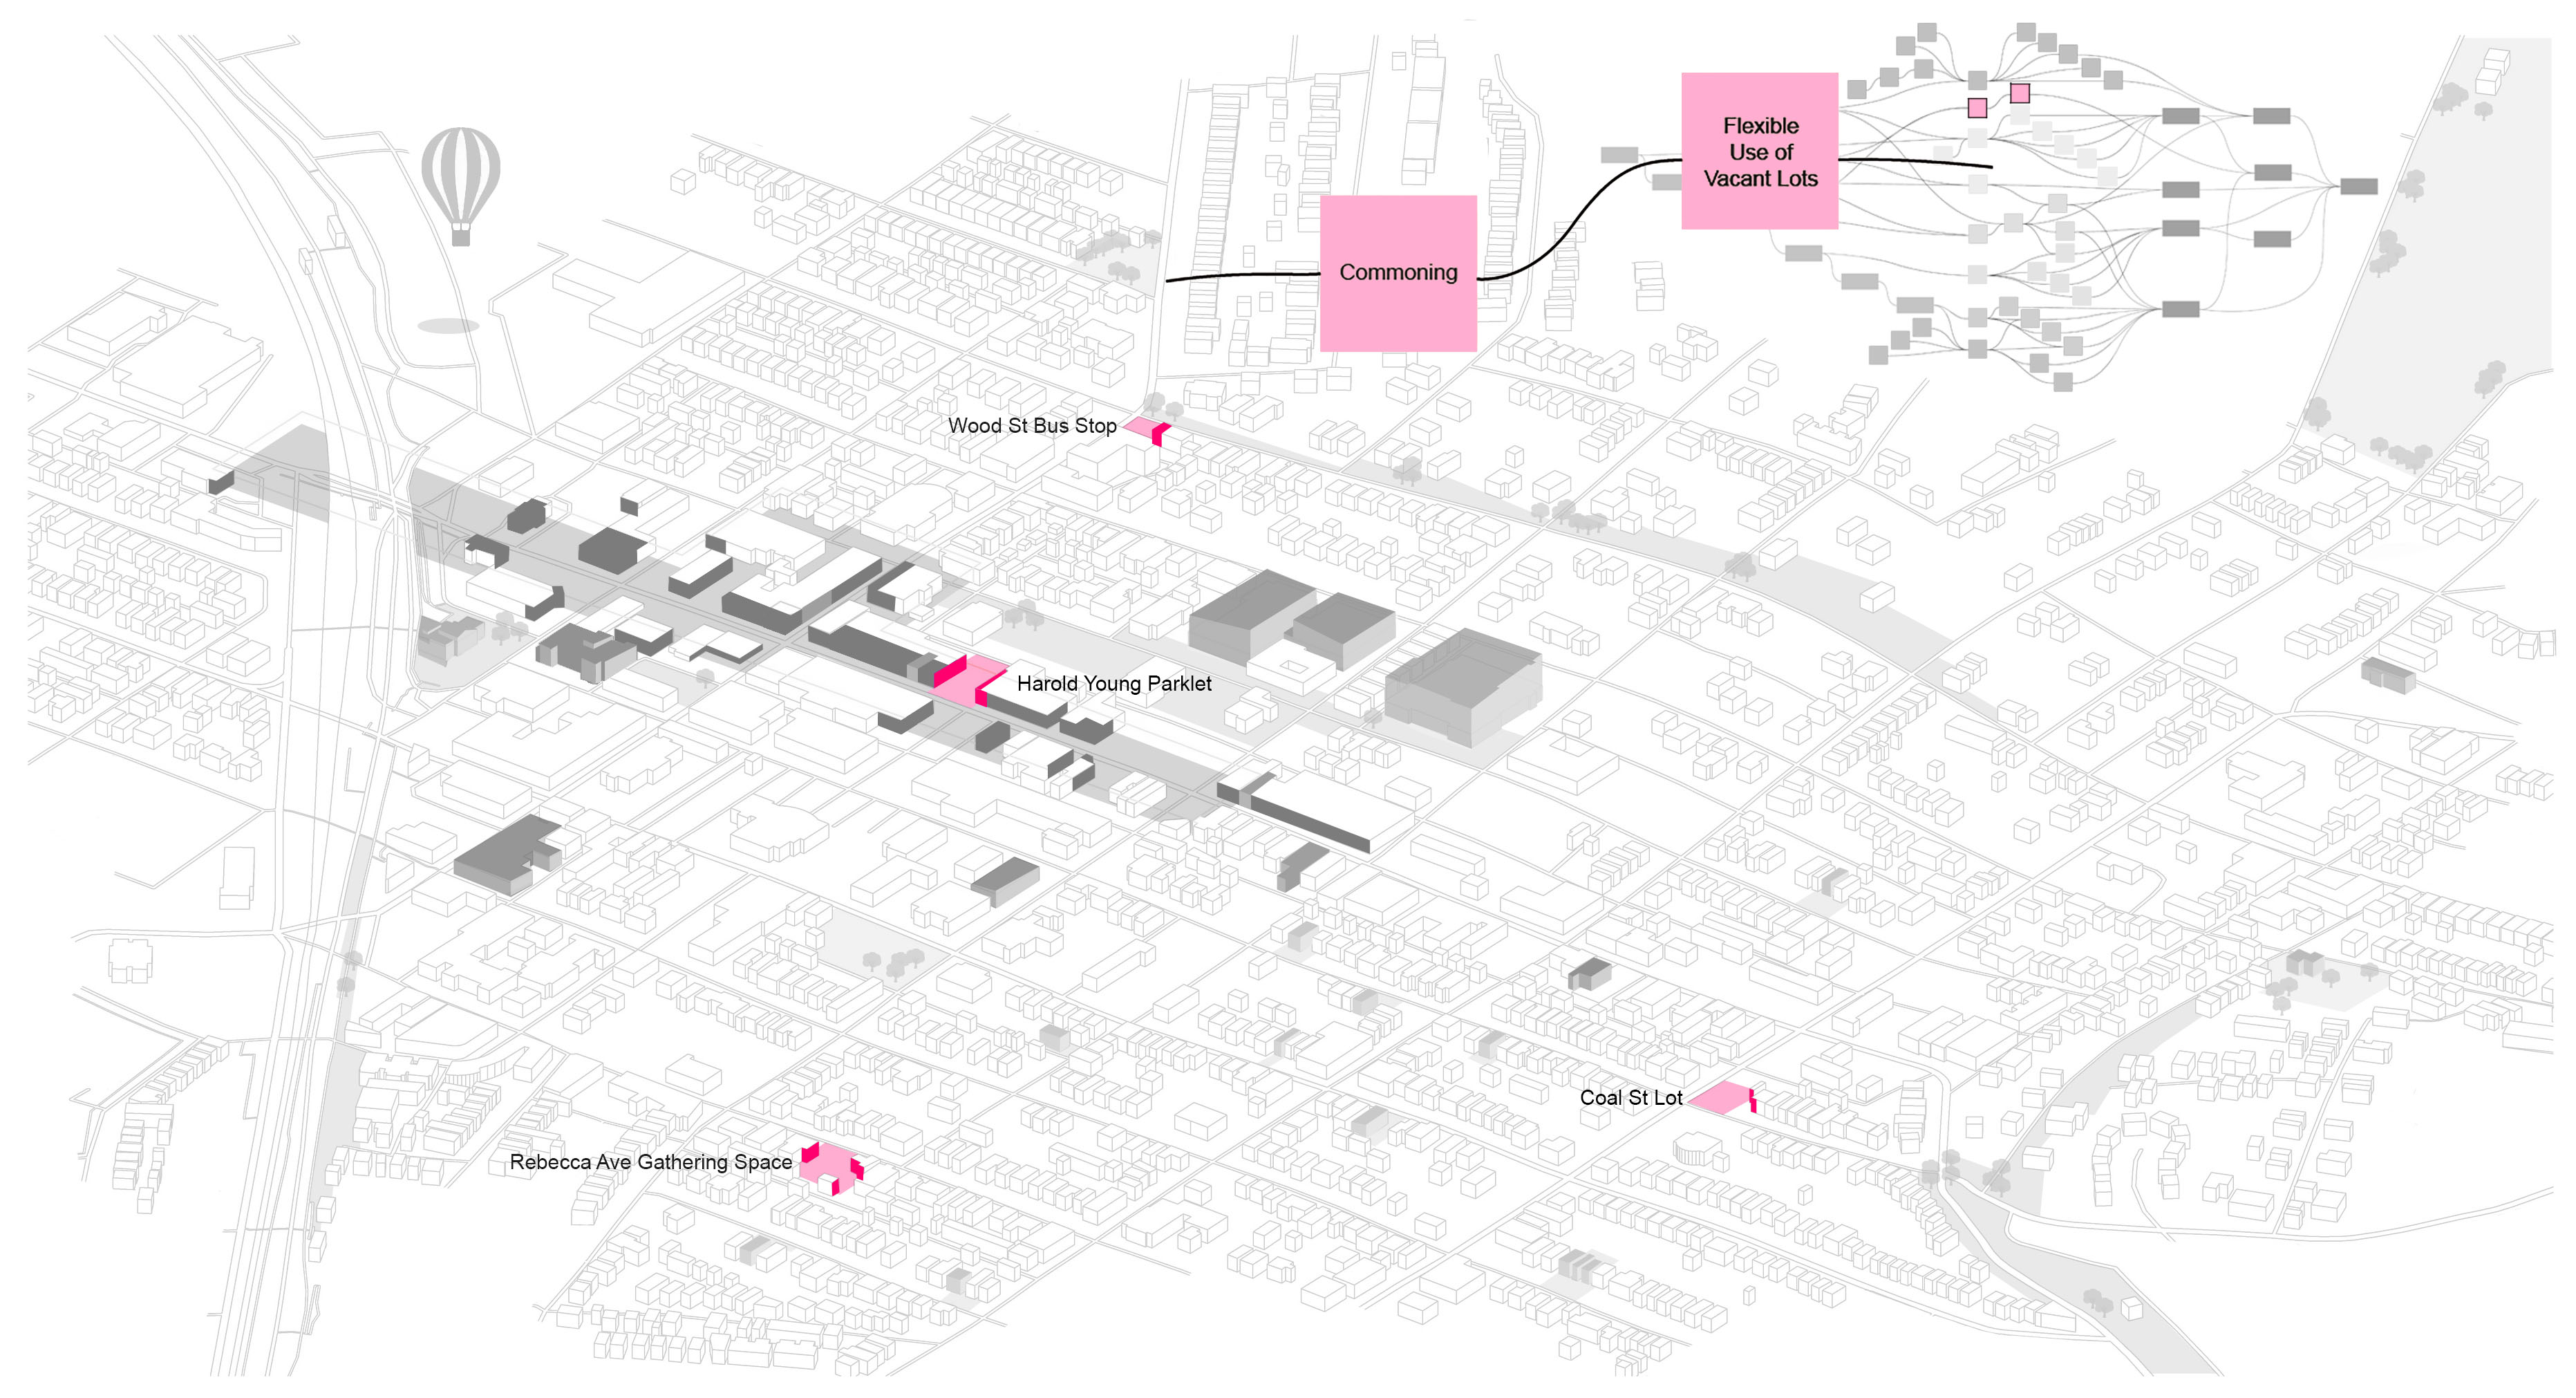 Flexible
Use of
Vacant Lots
Commoning
Wood St Bus Stop
Harold Young Parklet
Coal St Lot
Rebecca Ave Gathering Space